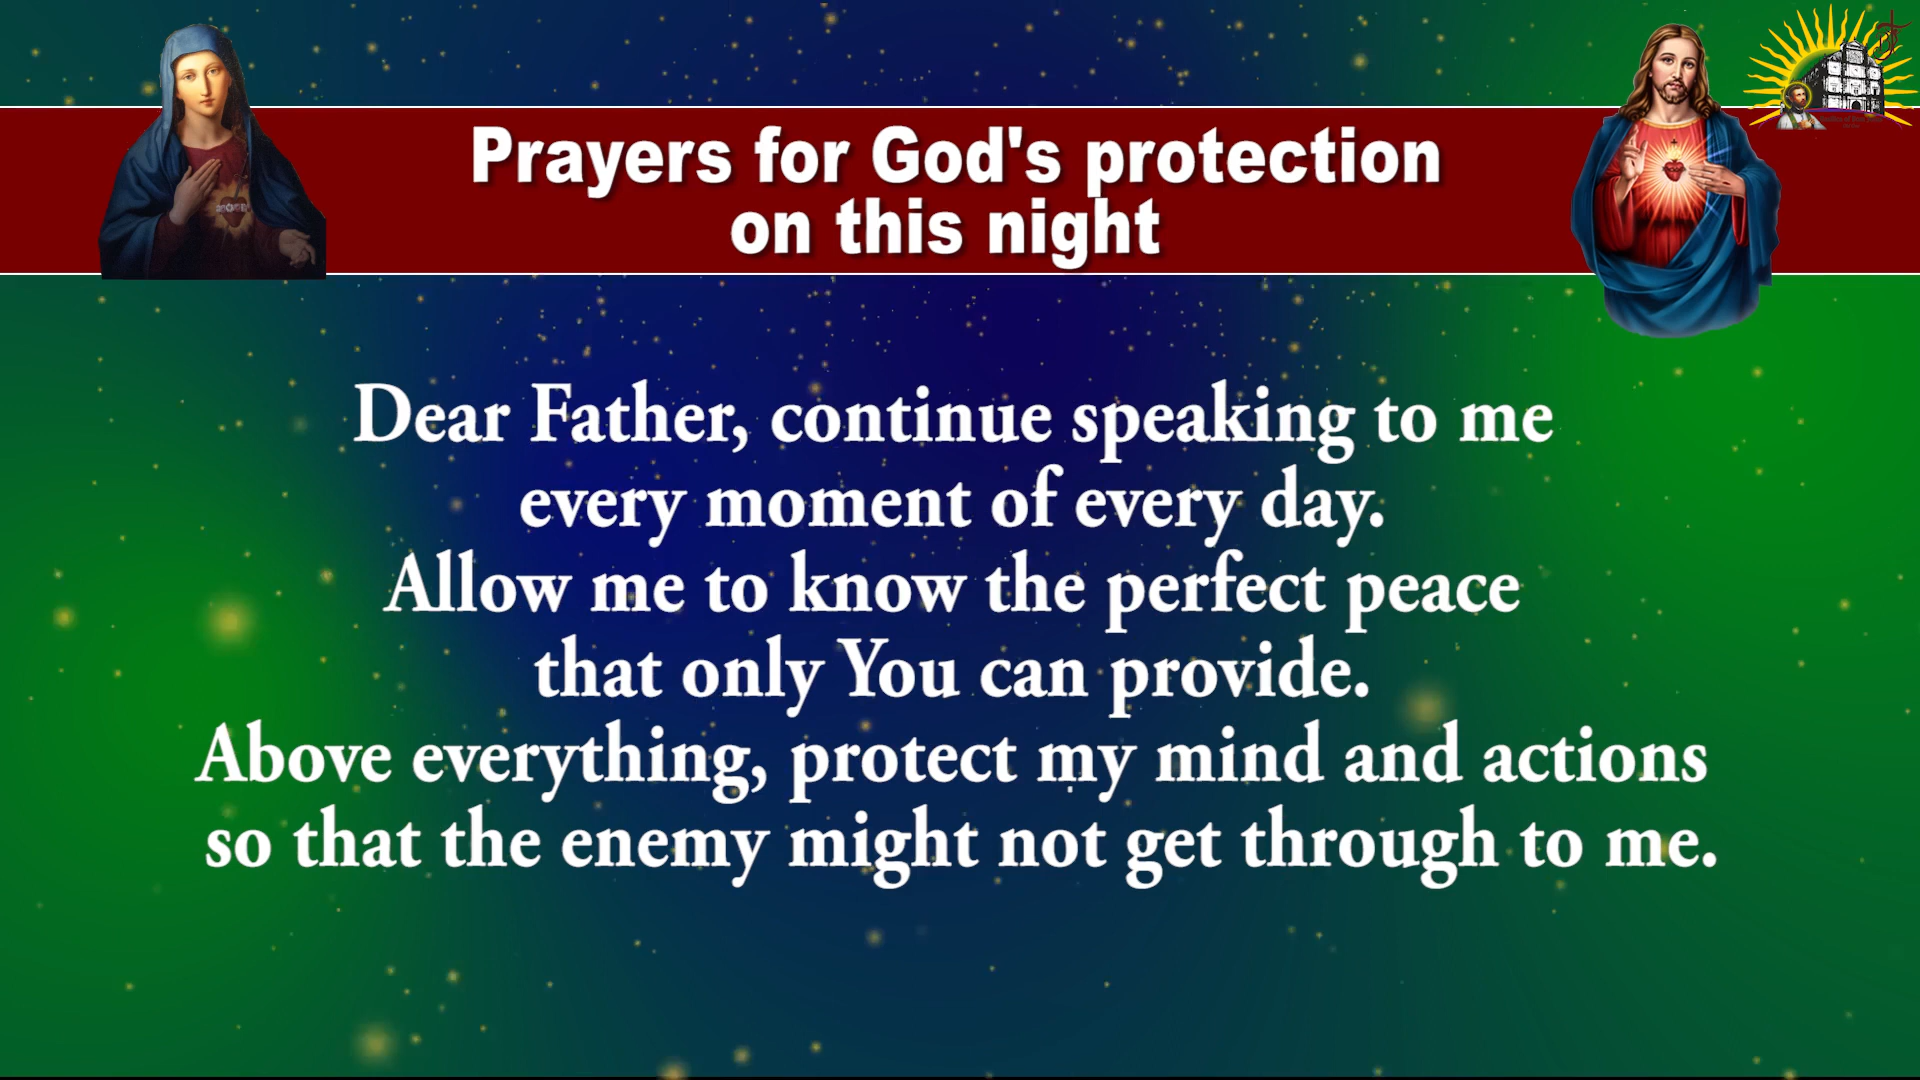 Prayers for God's protection
on this night
Dear Father, continue speaking to me
every moment of every day.
Allow me to know the perfect peace
that only You can provide.
Above everything, protect my mind and actions
so that the enemy might not get through to me.